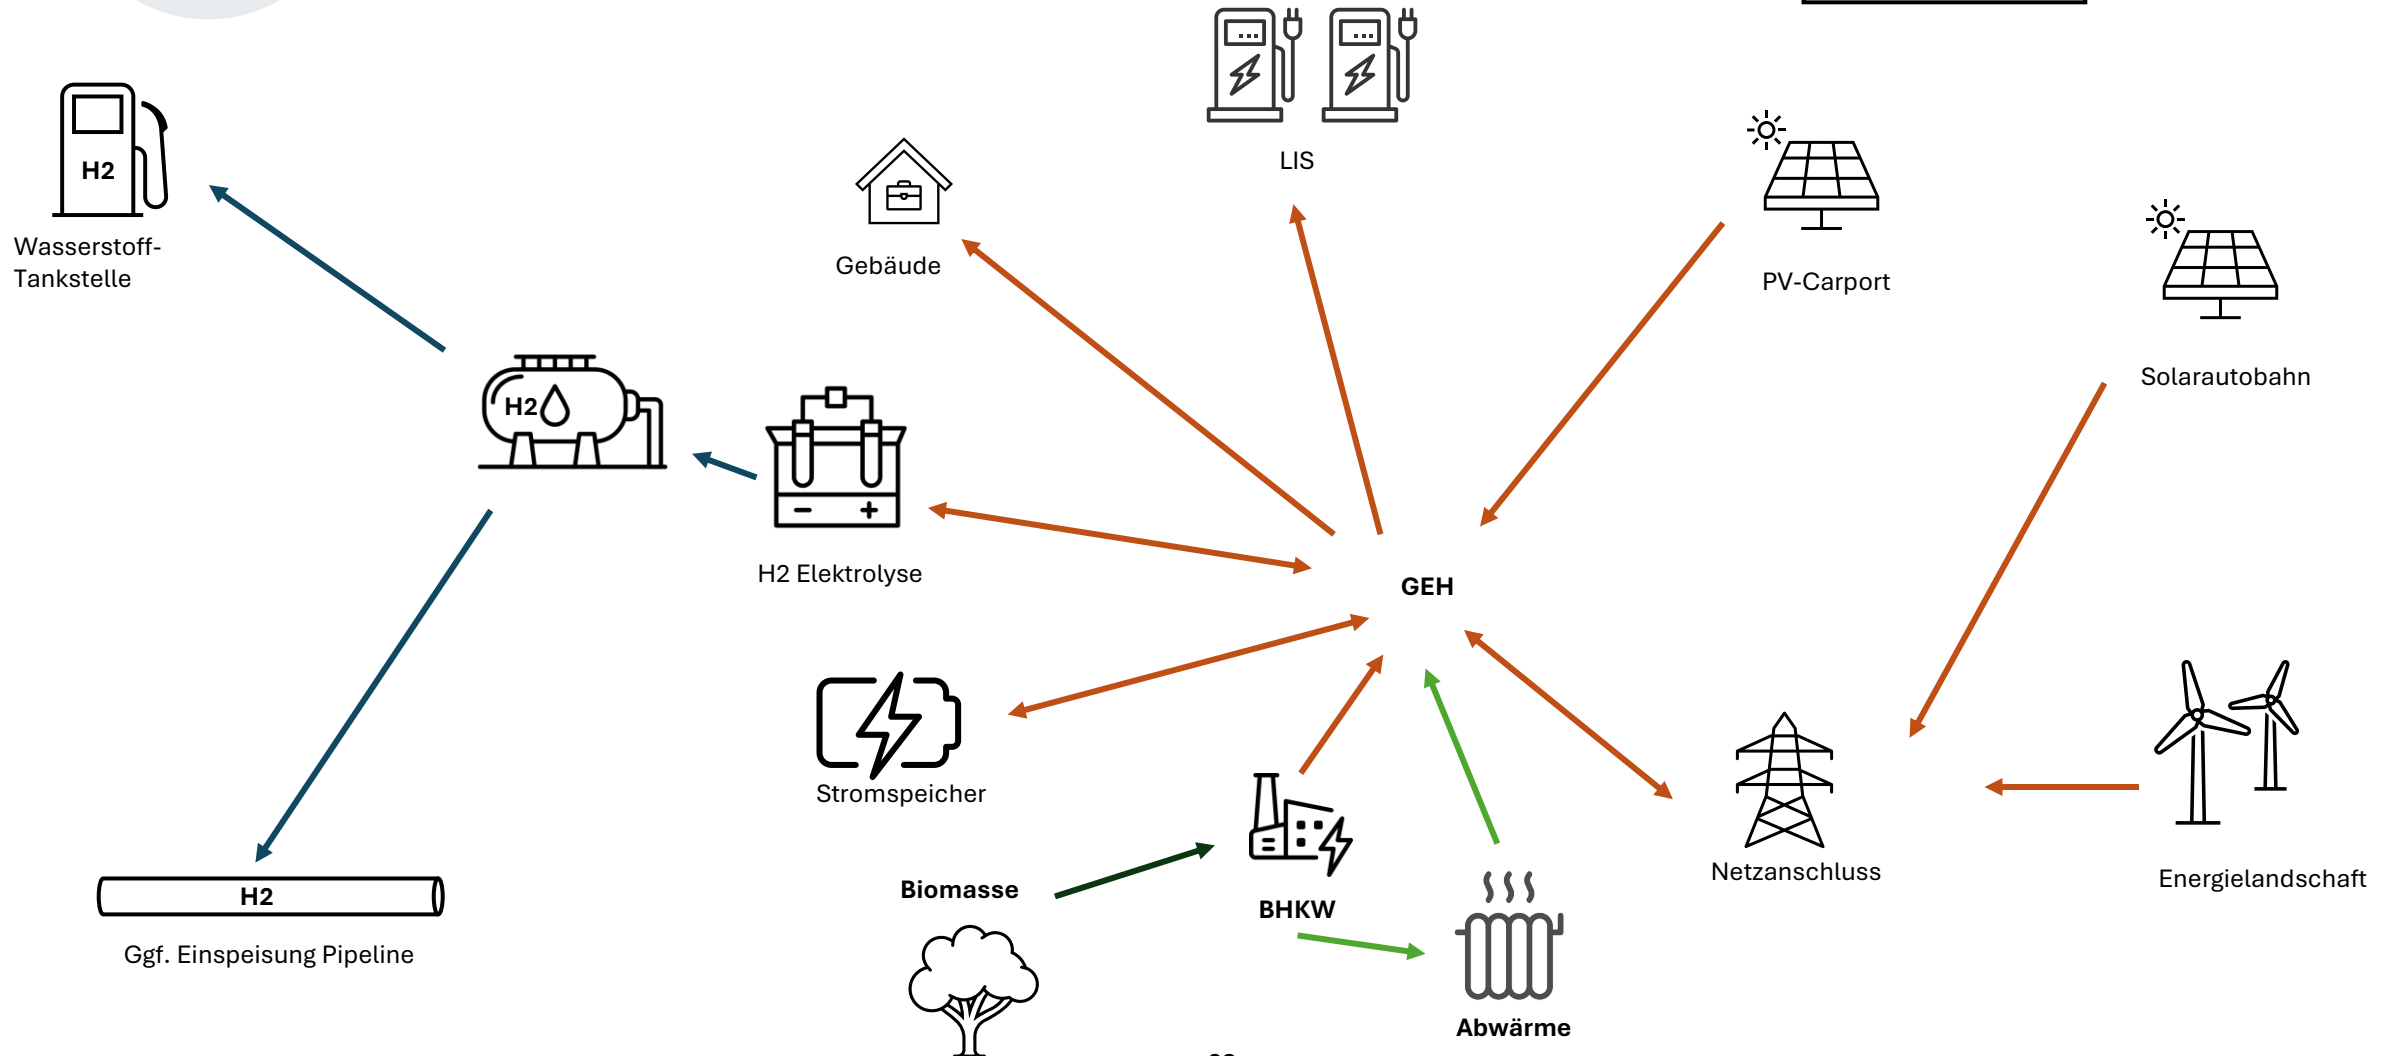 LIS
H2
Wasserstoff-
Tankstelle
Gebäude
PV-Carport
Solarautobahn
H2
H2 Elektrolyse
GEH
Stromspeicher
Netzanschluss
Energielandschaft
Biomasse
BHKW
H2
Ggf. Einspeisung Pipeline
Abwärme